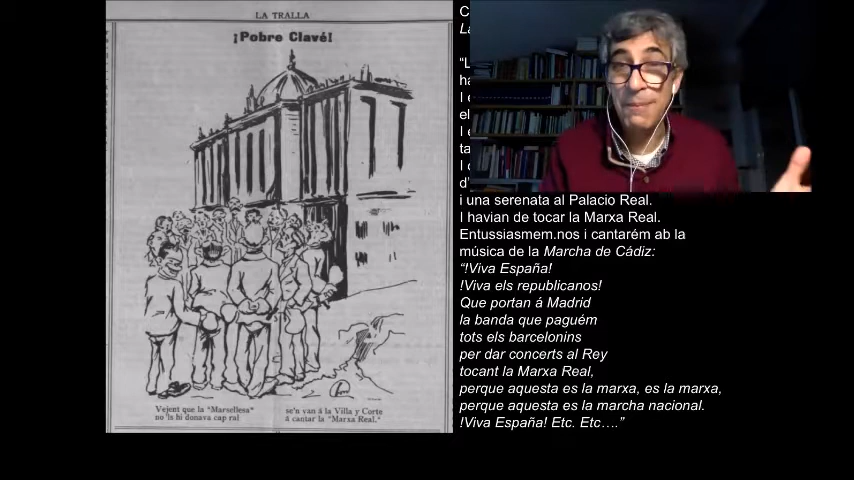 LA TRALLA
¡Pobre Clavé!
Vejent que la "Marsellesa"
no 'ls hi donava cap ral
se'n van á la Villa y Corte
á cantar la "Marxa Real."
i una serenata al Palacio Real.
I havian de tocar la Marxa Real.
Entussiasmem.nos i cantarém ab la
música de la Marcha de Cádiz:
"!Viva España!
!Viva els republicanos!
Que portan á Madrid
la banda que paguém
tots els barcelonins
per dar concerts al Rey
tocant la Marxa Real,
perque aquesta es la marxa, es la marxa,
perque aquesta es la marcha nacional.
!Viva España! Etc. Etc…."